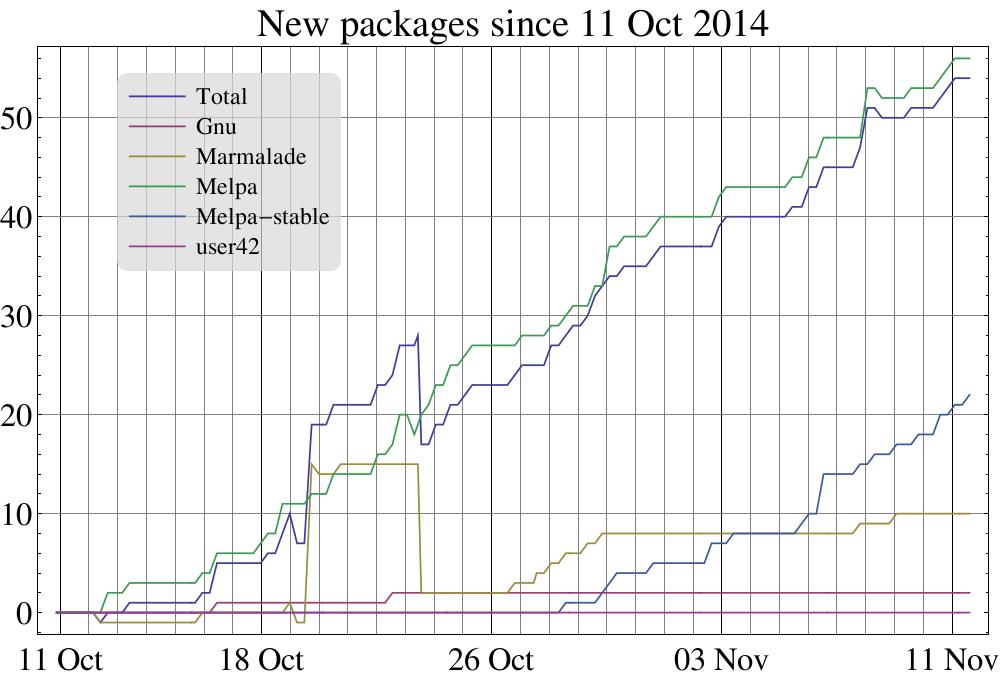 New packages since 11 Oct 2014
Total
Gnu
Marmalade
Melpa
Melpa−stable
user42
50
40
30
20
10
0
11 Oct 18 Oct 26 Oct 03 Nov 11 Nov